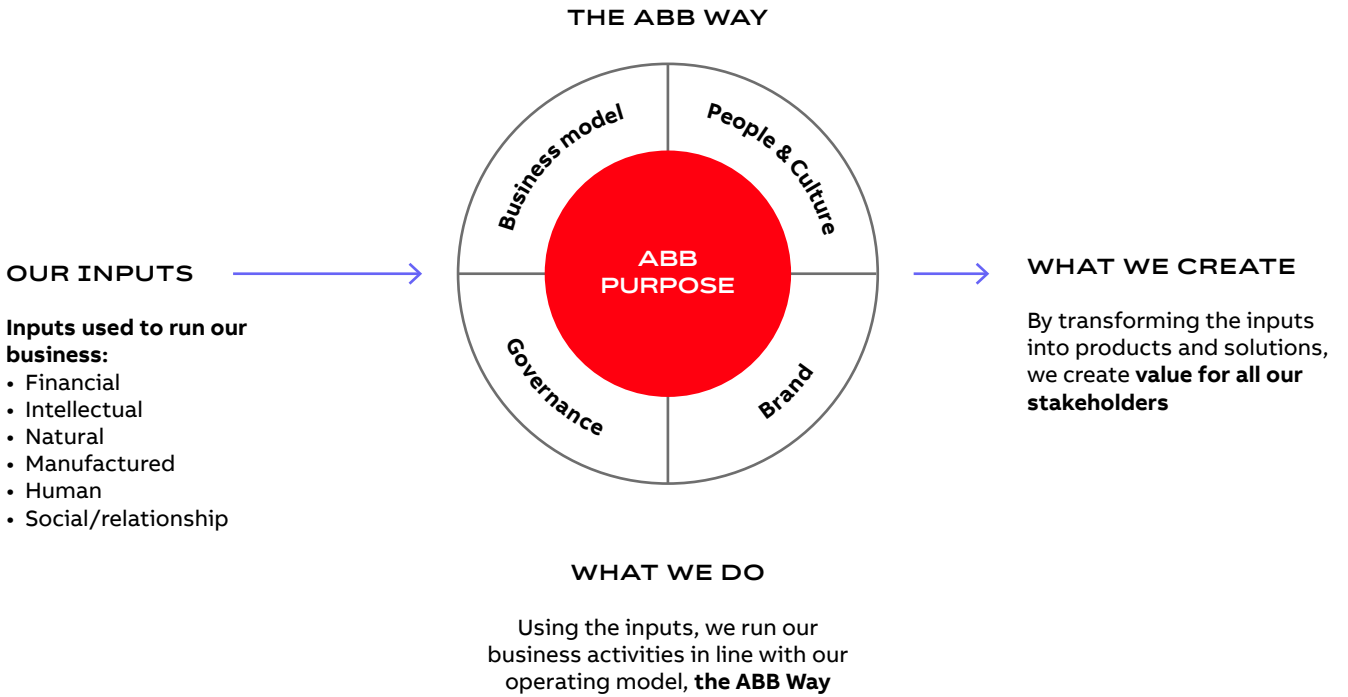 THE ABB WAY
Business model
People & Culture
Governance
Brand
ABB
PURPOSE
OUR INPUTS
Inputs used to run our
business:
• Financial
• Intellectual
• Natural
• Manufactured
• Human
• Social/relationship
WHAT WE CREATE
By transforming the inputs
into products and solutions,
we create value for all our
stakeholders
WHAT WE DO
Using the inputs, we run our
business activities in line with our
operating model, the ABB Way